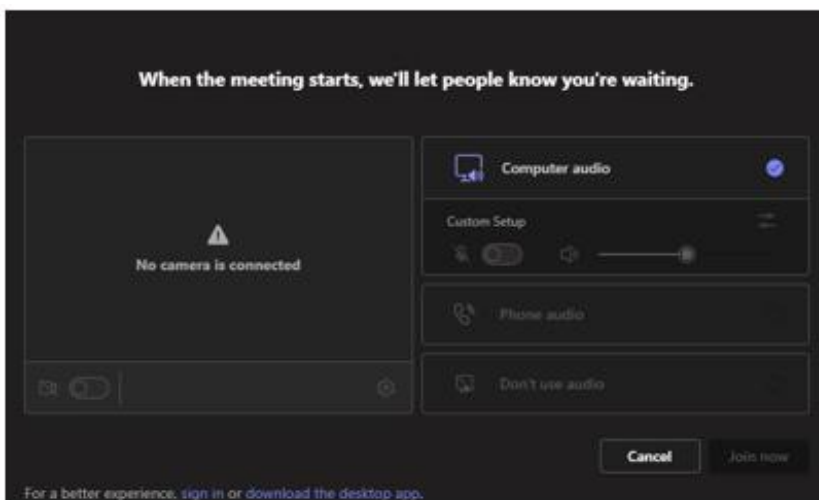 When the meeting starts, we'll let people know you're waiting.
No camera is connected
Computer audio
Custom Setup
Phone audio
Don't use audio
Cancel
Join now
For a better experience, sign in or download the desktop app.